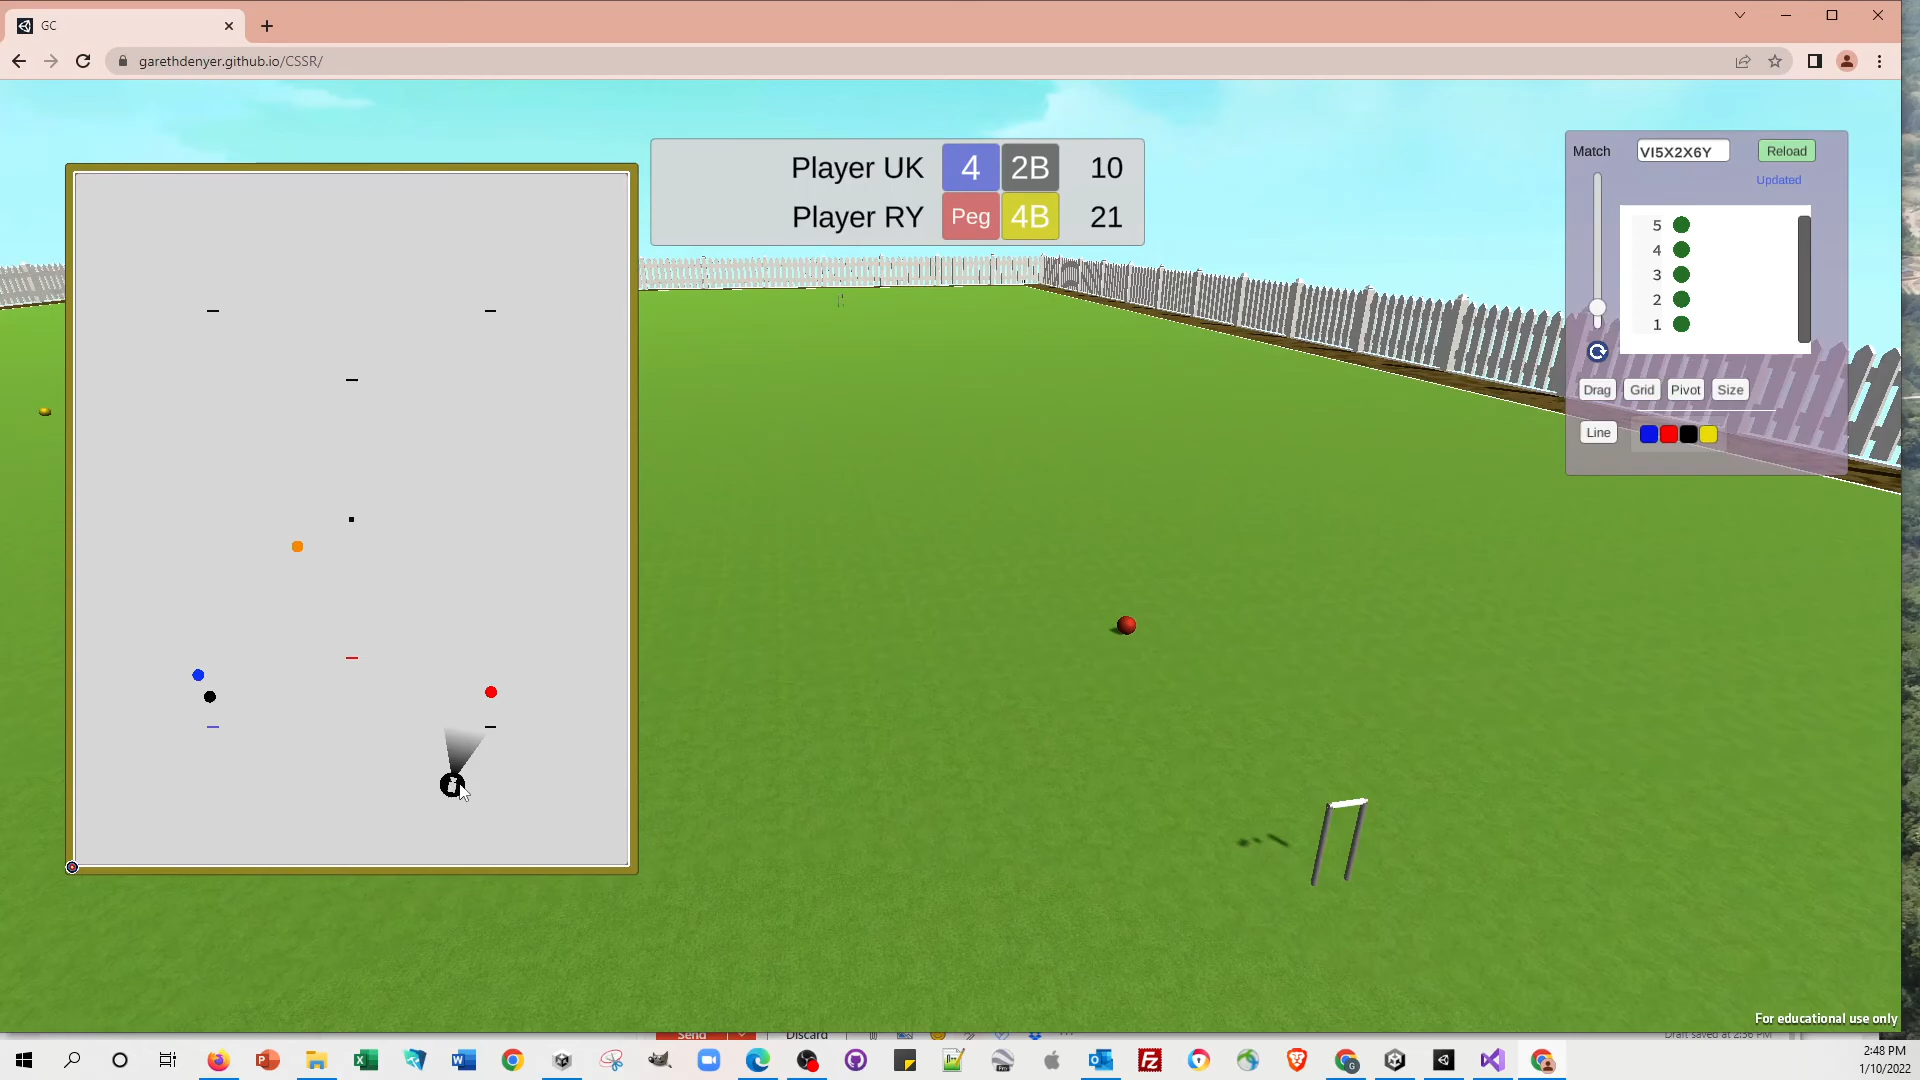 GC
garethdenyer.github.io/CSSR/
Player UK 4 2B 10
Player RY Peg 4B 21
Match VI5X2X6Y Reload
Updated
5
4
3
2
1
Drag Grid Pivot Size
Line
For educational use only
Send Discard
2:48 PM
1/10/2022